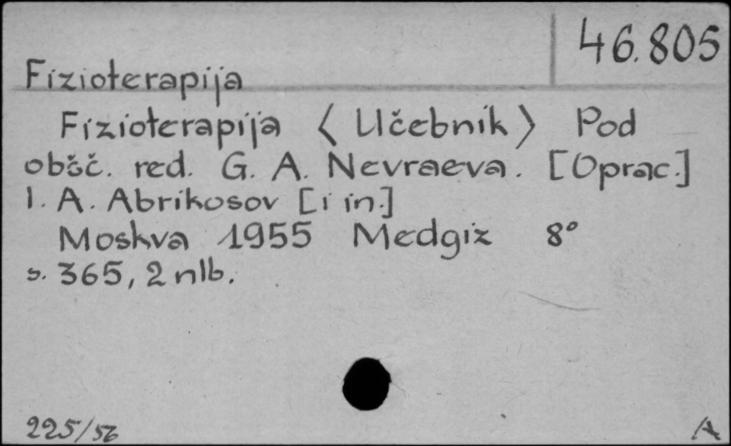 46.805
Fizioterapija
Fizioterapija ⟨Učebnik⟩ Pod
obšč. red. G. A. Nevraeva. [Oprac.]
I. A. Abrikosov [i in.]
Moskva 1955 Medgiz 8°
s. 365, 2 nlb.
225/56
A